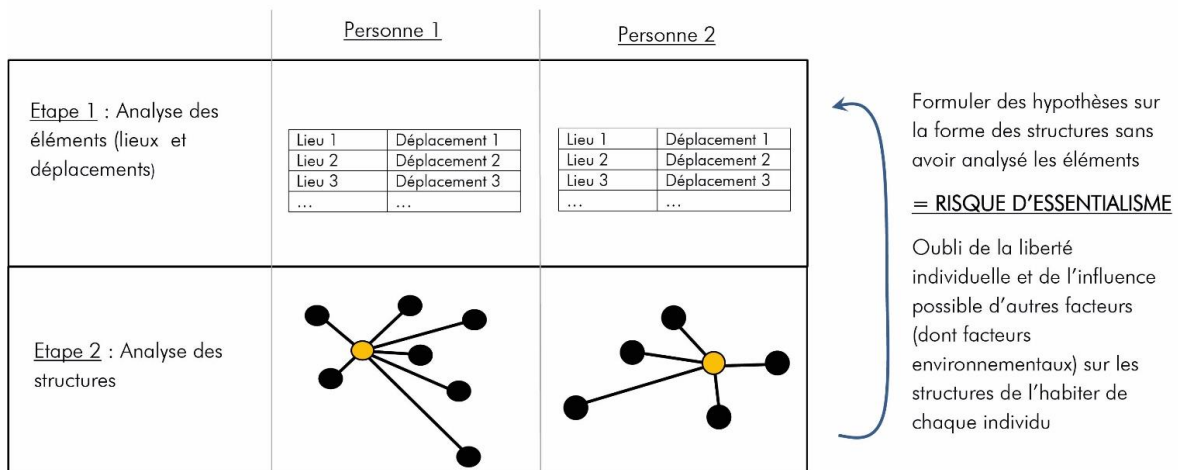 Personne 1
Personne 2
Etape 1 : Analyse des
éléments (lieux et
déplacements)
Lieu 1 Déplacement 1
Lieu 2 Déplacement 2
Lieu 3 Déplacement 3
... ...
Lieu 1 Déplacement 1
Lieu 2 Déplacement 2
Lieu 3 Déplacement 3
... ...
Etape 2 : Analyse des
structures
Formuler des hypothèses sur
la forme des structures sans
avoir analysé les éléments
= RISQUE D'ESSENTIALISME
Oubli de la liberté
individuelle et de l'influence
possible d'autres facteurs
(dont facteurs
environnementaux) sur les
structures de l'habiter de
chaque individu